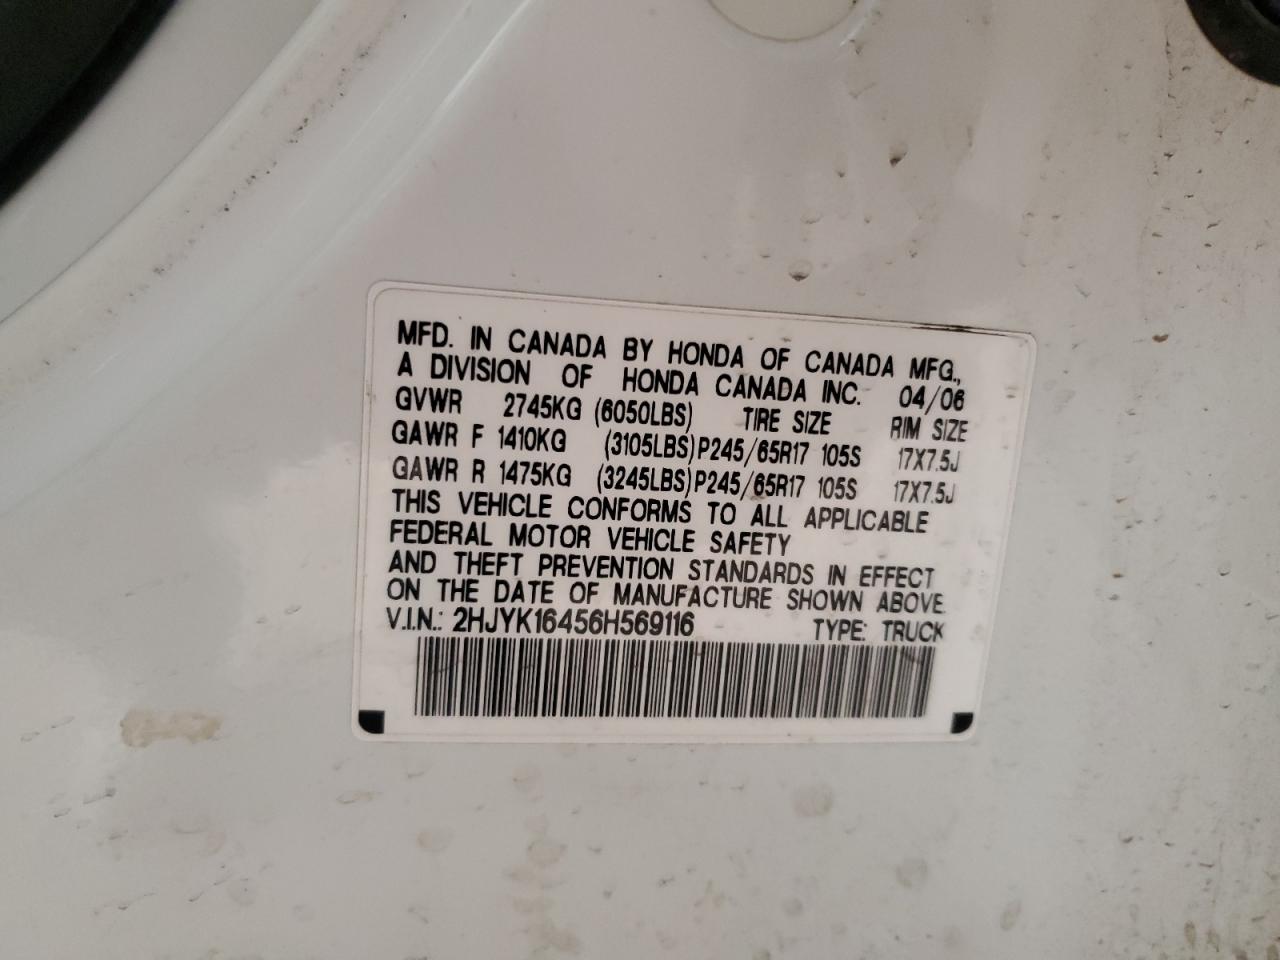 MFD. IN CANADA BY HONDA OF CANADA MFG.,
A DIVISION OF HONDA CANADA INC. 04/06
GVWR 2745KG (6050LBS) TIRE SIZE RIM SIZE
GAWR F 1410KG (3105LBS) P245/65R17 105S 17X7.5J
GAWR R 1475KG (3245LBS) P245/65R17 105S 17X7.5J
THIS VEHICLE CONFORMS TO ALL APPLICABLE
FEDERAL MOTOR VEHICLE SAFETY
AND THEFT PREVENTION STANDARDS IN EFFECT
ON THE DATE OF MANUFACTURE SHOWN ABOVE.
V.I.N.: 2HJYK16456H569116 TYPE: TRUCK